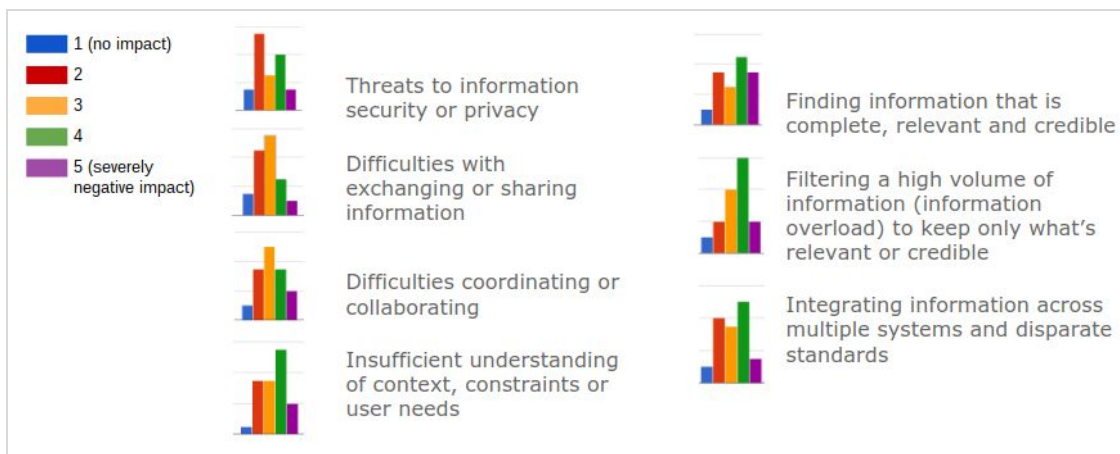 1 (no impact)
2
3
4
5 (severely
negative impact)
Threats to information
security or privacy
Difficulties with
exchanging or sharing
information
Difficulties coordinating or
collaborating
Insufficient understanding
of context, constraints or
user needs
Finding information that is
complete, relevant and credible
Filtering a high volume of
information (information
overload) to keep only what’s
relevant or credible
Integrating information across
multiple systems and disparate
standards